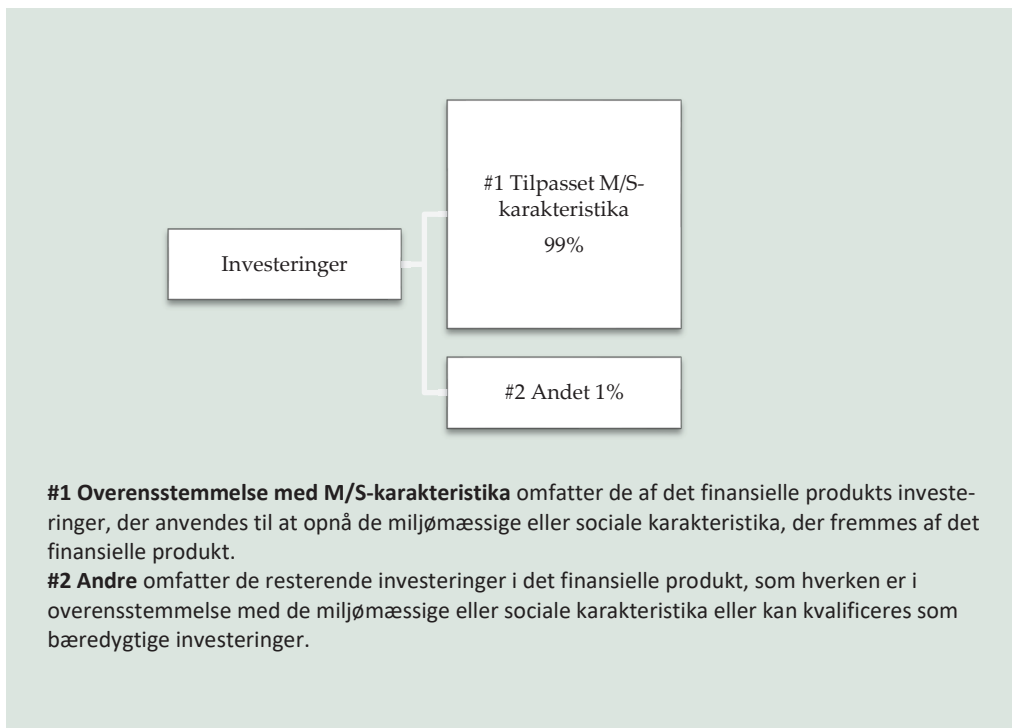 #1 Tilpasset M/S-
karakteristika
99%
Investeringer
#2 Andet 1%
#1 Overensstemmelse med M/S-karakteristika omfatter de af det finansielle produkts investe-
ringer, der anvendes til at opnå de miljømæssige eller sociale karakteristika, der fremmes af det
finansielle produkt.
#2 Andre omfatter de resterende investeringer i det finansielle produkt, som hverken er i
overensstemmelse med de miljømæssige eller sociale karakteristika eller kan kvalificeres som
bæredygtige investeringer.